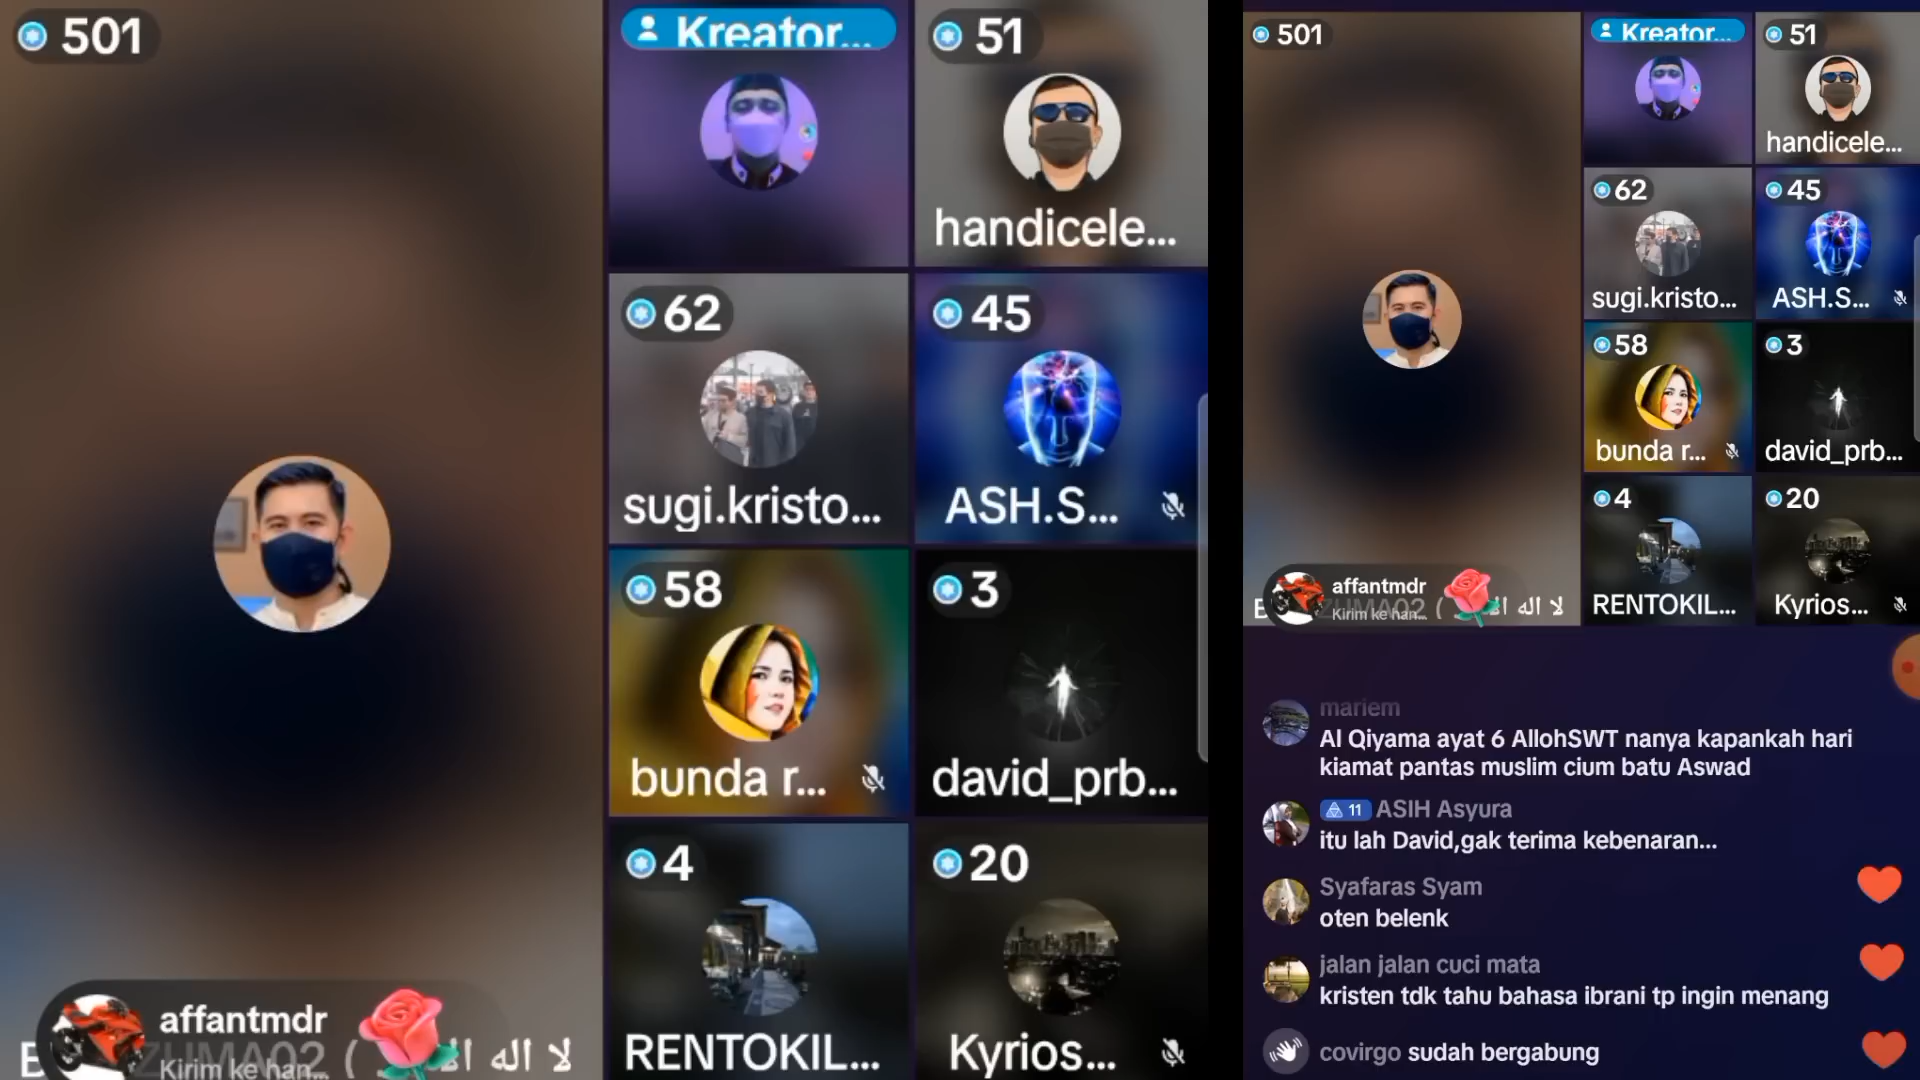 501
Kreator...
51
handicele...
62
sugi.kristo...
45
ASH.S...
58
bunda r...
3
david_prb...
4
RENTOKIL...
20
Kyrios...
affantmdr
Kirim ke han...
ZUMA02 (
لا اله
501
Kreator...
51
handicele...
62
sugi.kristo...
45
ASH.S...
58
bunda r...
3
david_prb...
4
RENTOKIL...
20
Kyrios...
affantmdr
Kirim ke han...
ZUMA02 (
لا اله
mariem
Al Qiyama ayat 6 AllohSWT nanya kapankah hari
kiamat pantas muslim cium batu Aswad
11 ASIH Asyura
itu lah David,gak terima kebenaran...
Syafaras Syam
oten belenk
jalan jalan cuci mata
kristen tdk tahu bahasa ibrani tp ingin menang
covirgo sudah bergabung